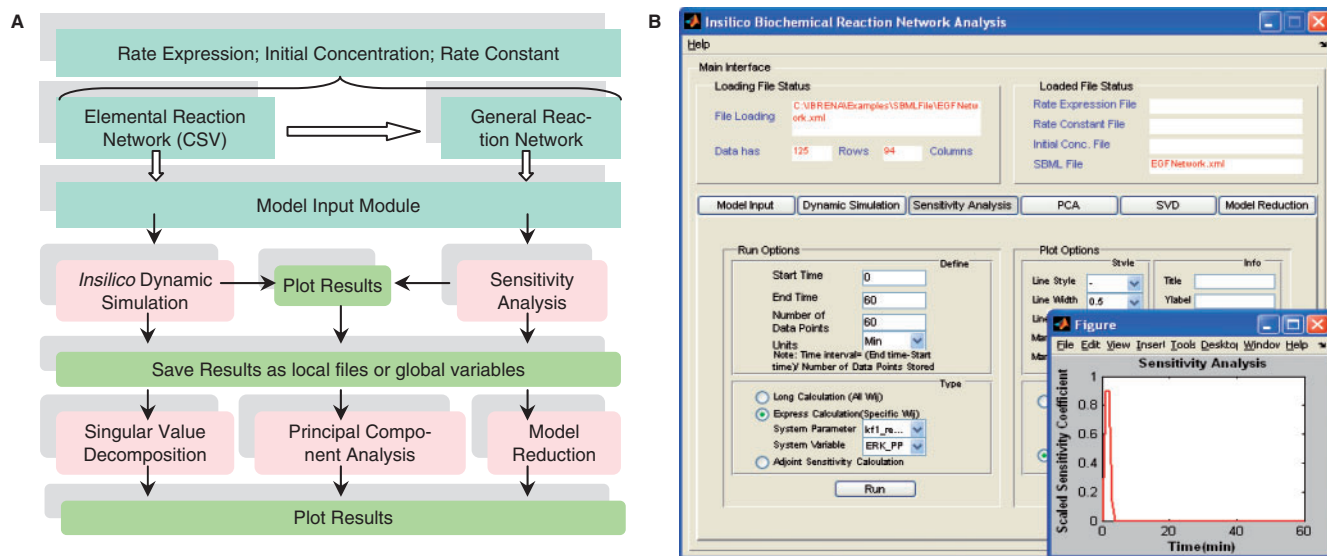 A
Rate Expression; Initial Concentration; Rate Constant
Elemental Reaction
Network (CSV)
General Reac-
tion Network
Model Input Module
Insilico Dynamic
Simulation
Plot Results
Sensitivity
Analysis
Save Results as local files or global variables
Singular Value
Decomposition
Principal Compo-
nent Analysis
Model
Reduction
Plot Results
B
Insilico Biochemical Reaction Network Analysis
Help
Main Interface
Loading File Status
File Loading
C:\IBRENA\Examples\SBMLFile\EGFNetw
ork.xml
Data has 125 Rows 94 Columns
Loaded File Status
Rate Expression File
Rate Constant File
Initial Conc. File
SBML File EGFNetwork.xml
Model Input Dynamic Simulation Sensitivity Analysis PCA SVD Model Reduction
Run Options
Define
Start Time 0
End Time 60
Number of
Data Points 60
Units Min
Note: Time interval= (End time-Start
time)/ Number of Data Points Stored
Type
Long Calculation (All Wij)
Express Calculation(Specific Wij)
System Parameter kf1_re...
System Variable ERK_PP
Adjoint Sensitivity Calculation
Run
Plot Options
Style
Line Style -
Line Width 0.5
Info
Title
Ylabel
Figure
File Edit View Insert Tools Desktop Window Help
Sensitivity Analysis
Scaled Sensitivity Coefficient
1
0.8
0.6
0.4
0.2
0
0 20 40 60
Time(min)